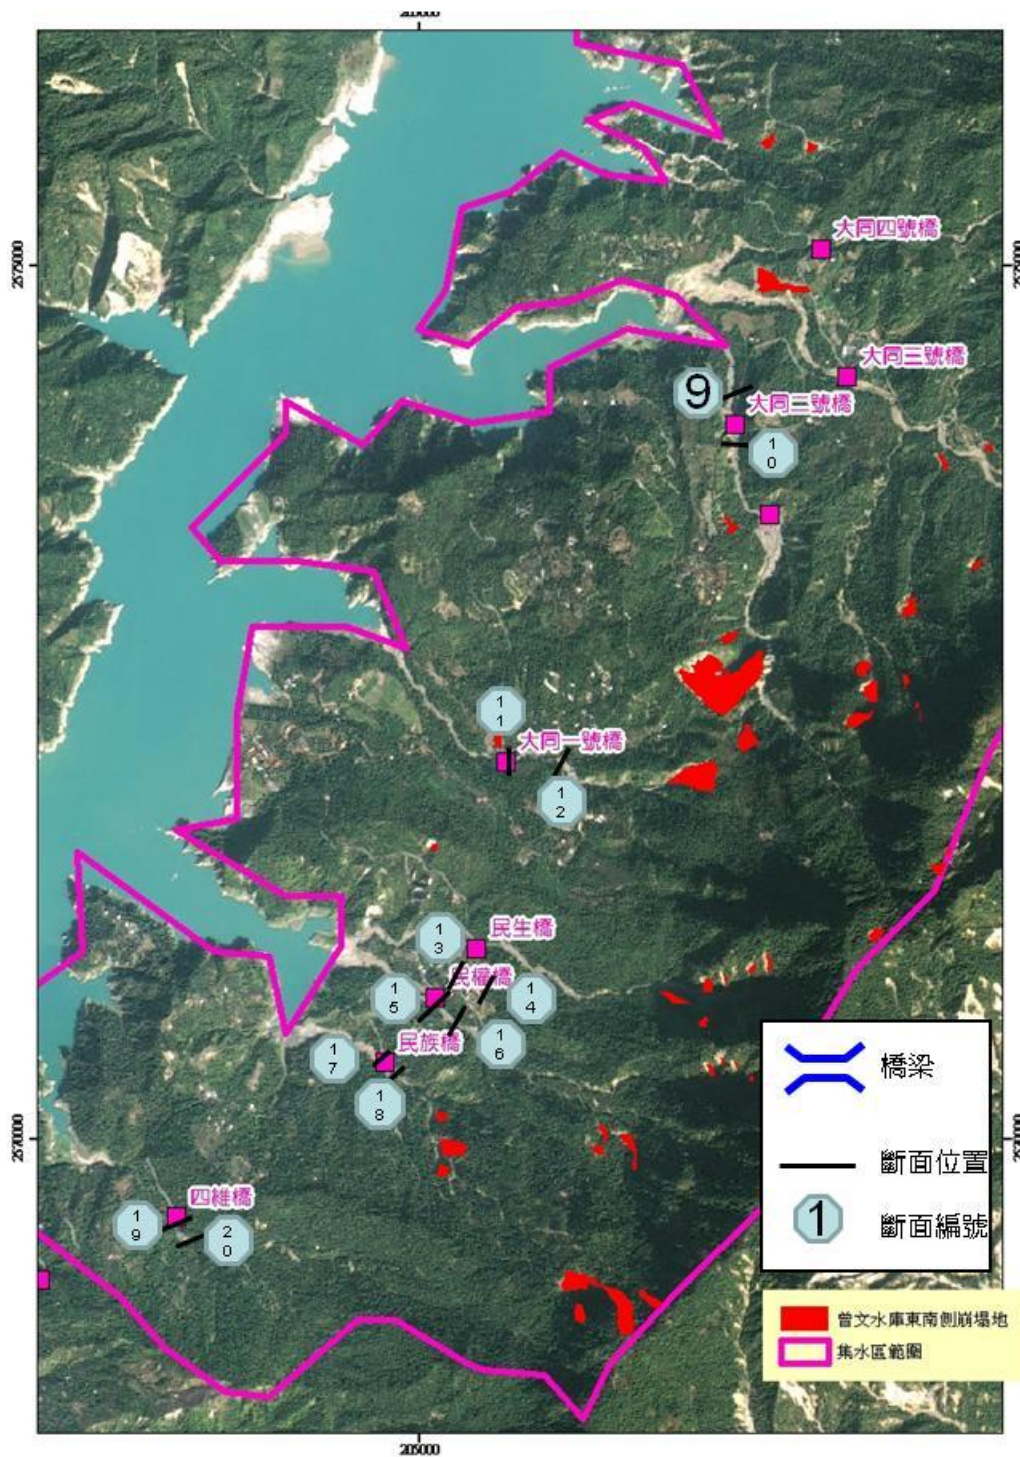 205000
2575000
大同四號橋
大同三號橋
9
大同二號橋
10
11
大同一號橋
12
13
民生橋
15
民權橋
14
16
17
民族橋
18
2570000
19
四維橋
20
橋梁
斷面位置
1
斷面編號
曾文水庫東南側崩塌地
集水區範圍
205000